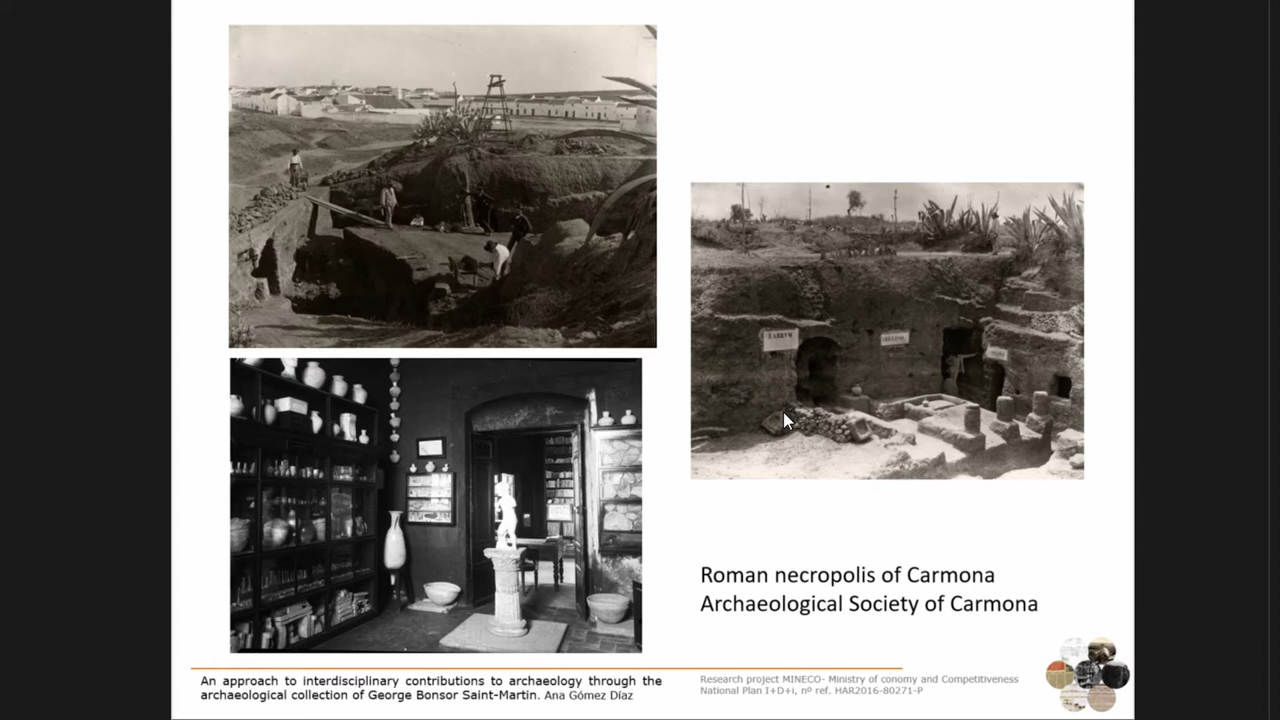 Roman necropolis of Carmona
Archaeological Society of Carmona
An approach to interdisciplinary contributions to archaeology through the
archaeological collection of George Bonsor Saint-Martin. Ana Gómez Díaz
Research project MINECO- Ministry of conomy and Competitiveness
National Plan I+D+i, nº ref. HAR2016-80271-P